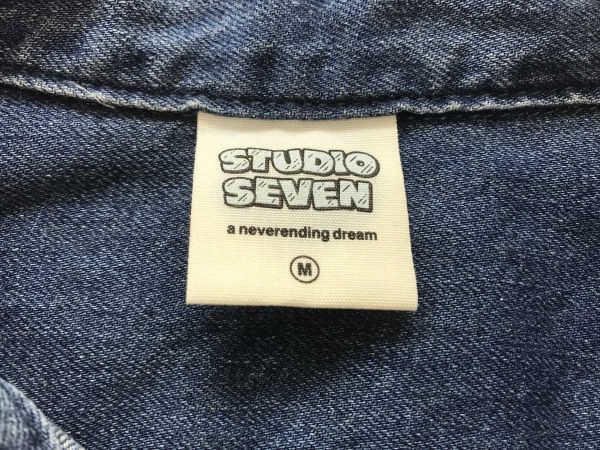 STUDIO
SEVEN
a neverending dream
M